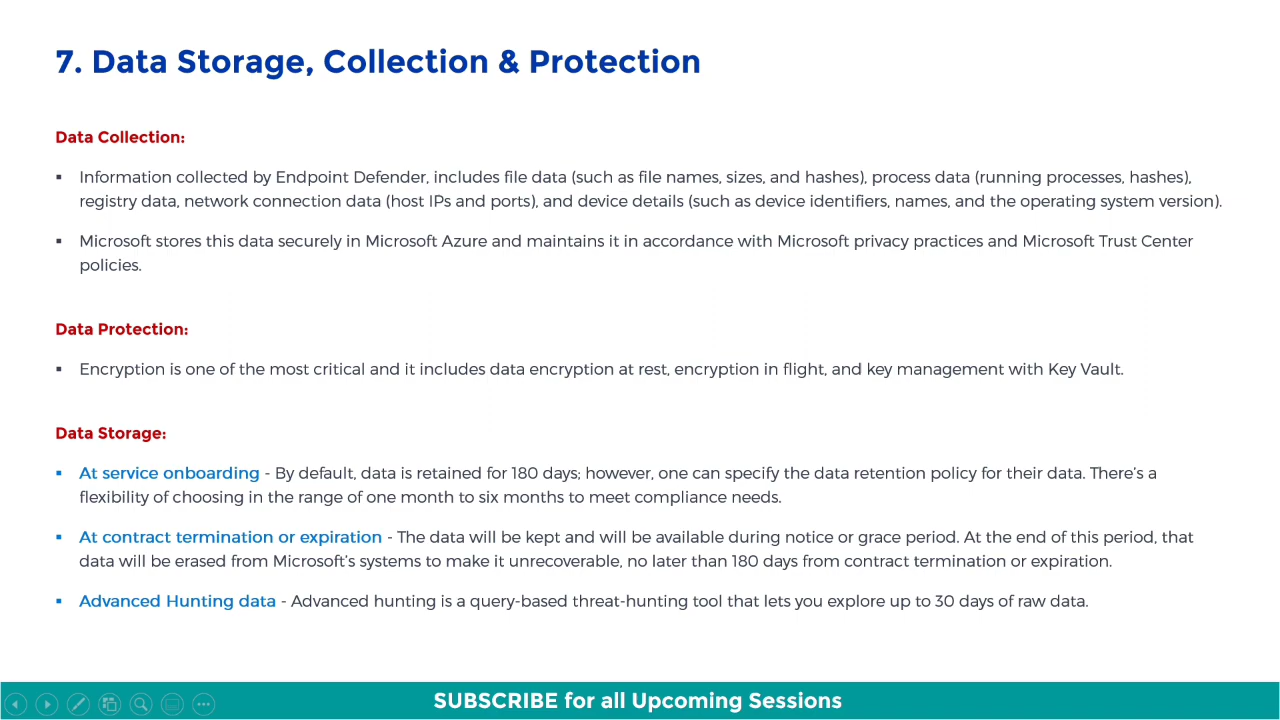 7. Data Storage, Collection & Protection
Data Collection:
▪ Information collected by Endpoint Defender, includes file data (such as file names, sizes, and hashes), process data (running processes, hashes),
registry data, network connection data (host IPs and ports), and device details (such as device identifiers, names, and the operating system version).
▪ Microsoft stores this data securely in Microsoft Azure and maintains it in accordance with Microsoft privacy practices and Microsoft Trust Center
policies.
Data Protection:
▪ Encryption is one of the most critical and it includes data encryption at rest, encryption in flight, and key management with Key Vault.
Data Storage:
▪ At service onboarding - By default, data is retained for 180 days; however, one can specify the data retention policy for their data. There’s a
flexibility of choosing in the range of one month to six months to meet compliance needs.
▪ At contract termination or expiration - The data will be kept and will be available during notice or grace period. At the end of this period, that
data will be erased from Microsoft’s systems to make it unrecoverable, no later than 180 days from contract termination or expiration.
▪ Advanced Hunting data - Advanced hunting is a query-based threat-hunting tool that lets you explore up to 30 days of raw data.
SUBSCRIBE for all Upcoming Sessions